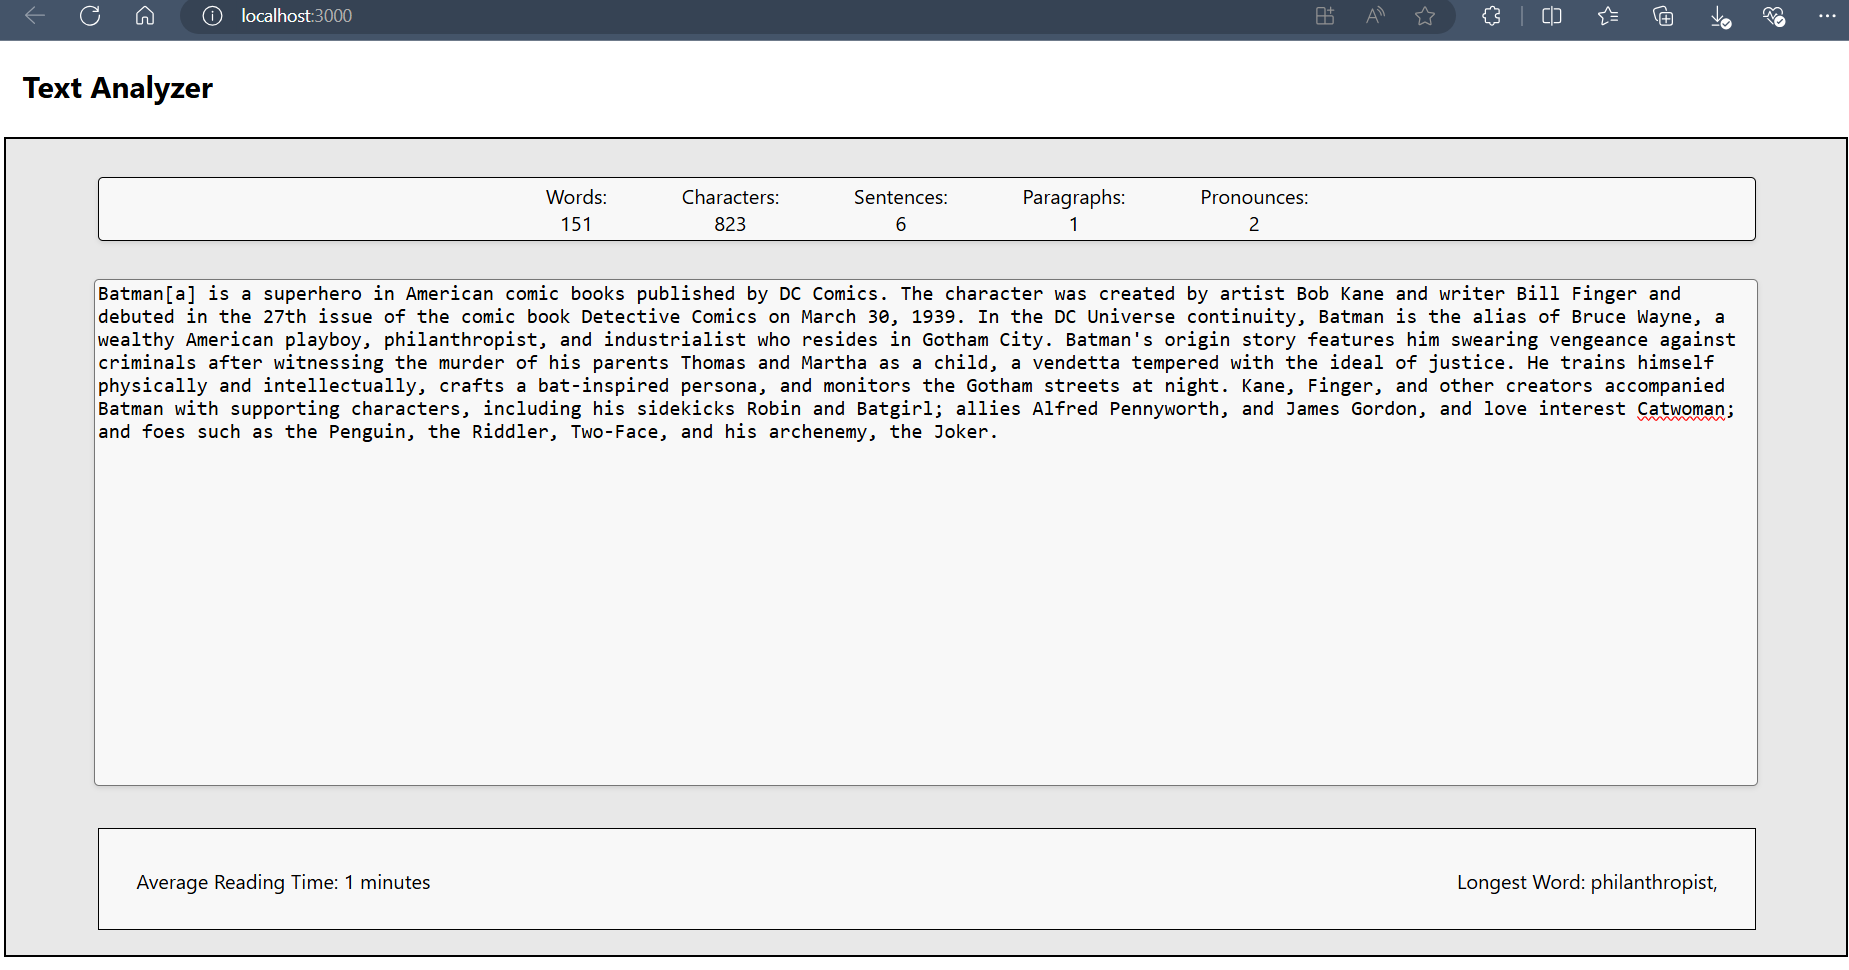 localhost:3000
Text Analyzer
Words: Characters: Sentences: Paragraphs: Pronounces:
151 823 6 1 2
Batman[a] is a superhero in American comic books published by DC Comics. The character was created by artist Bob Kane and writer Bill Finger and
debuted in the 27th issue of the comic book Detective Comics on March 30, 1939. In the DC Universe continuity, Batman is the alias of Bruce Wayne, a
wealthy American playboy, philanthropist, and industrialist who resides in Gotham City. Batman's origin story features him swearing vengeance against
criminals after witnessing the murder of his parents Thomas and Martha as a child, a vendetta tempered with the ideal of justice. He trains himself
physically and intellectually, crafts a bat-inspired persona, and monitors the Gotham streets at night. Kane, Finger, and other creators accompanied
Batman with supporting characters, including his sidekicks Robin and Batgirl; allies Alfred Pennyworth, and James Gordon, and love interest Catwoman;
and foes such as the Penguin, the Riddler, Two-Face, and his archenemy, the Joker.
Average Reading Time: 1 minutes Longest Word: philanthropist,